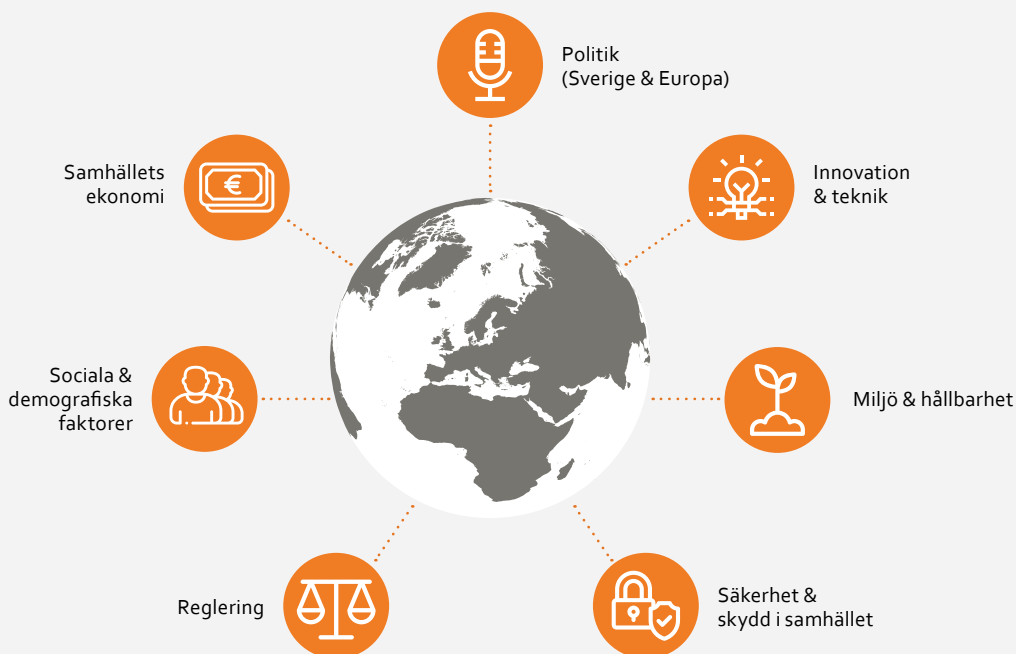 Politik
(Sverige & Europa)
Innovation
& teknik
Miljö & hållbarhet
Säkerhet &
skydd i samhället
Reglering
Sociala &
demografiska
faktorer
Samhällets
ekonomi
€